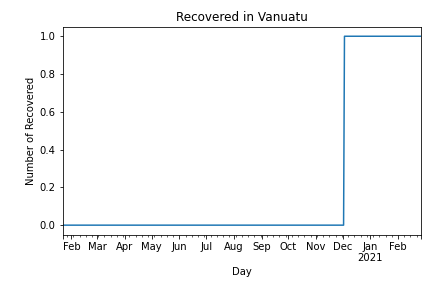 Recovered in Vanuatu
Number of Recovered
1.0
0.8
0.6
0.4
0.2
0.0
Feb Mar Apr May Jun Jul Aug Sep Oct Nov Dec Jan Feb
2021
Day